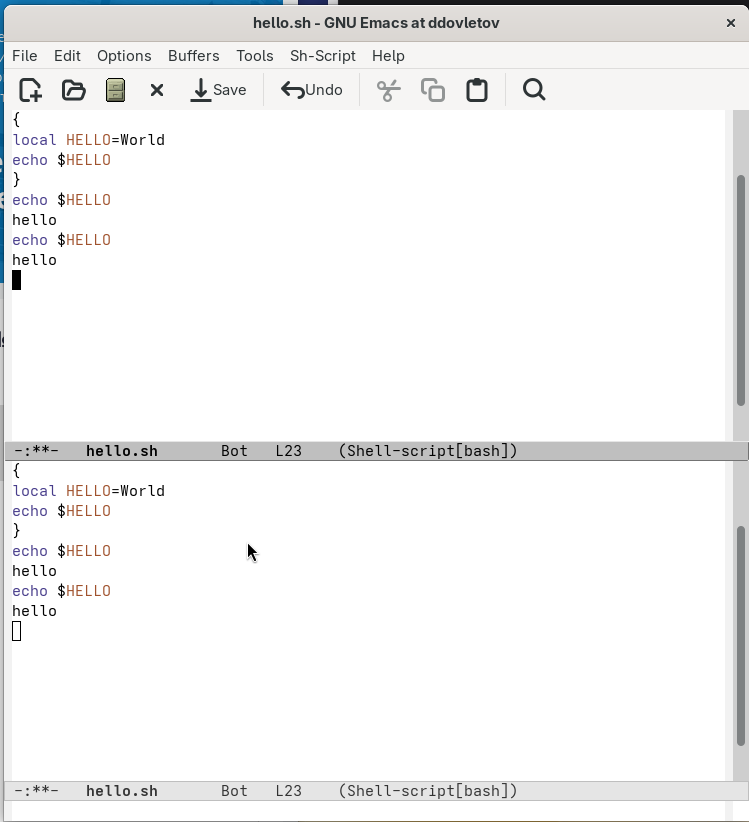 hello.sh - GNU Emacs at ddovletov
File Edit Options Buffers Tools Sh-Script Help
Save Undo
{
local HELLO=World
echo $HELLO
}
echo $HELLO
hello
echo $HELLO
hello
-:**- hello.sh Bot L23 (Shell-script[bash])
{
local HELLO=World
echo $HELLO
}
echo $HELLO
hello
echo $HELLO
hello
-:**- hello.sh Bot L23 (Shell-script[bash])